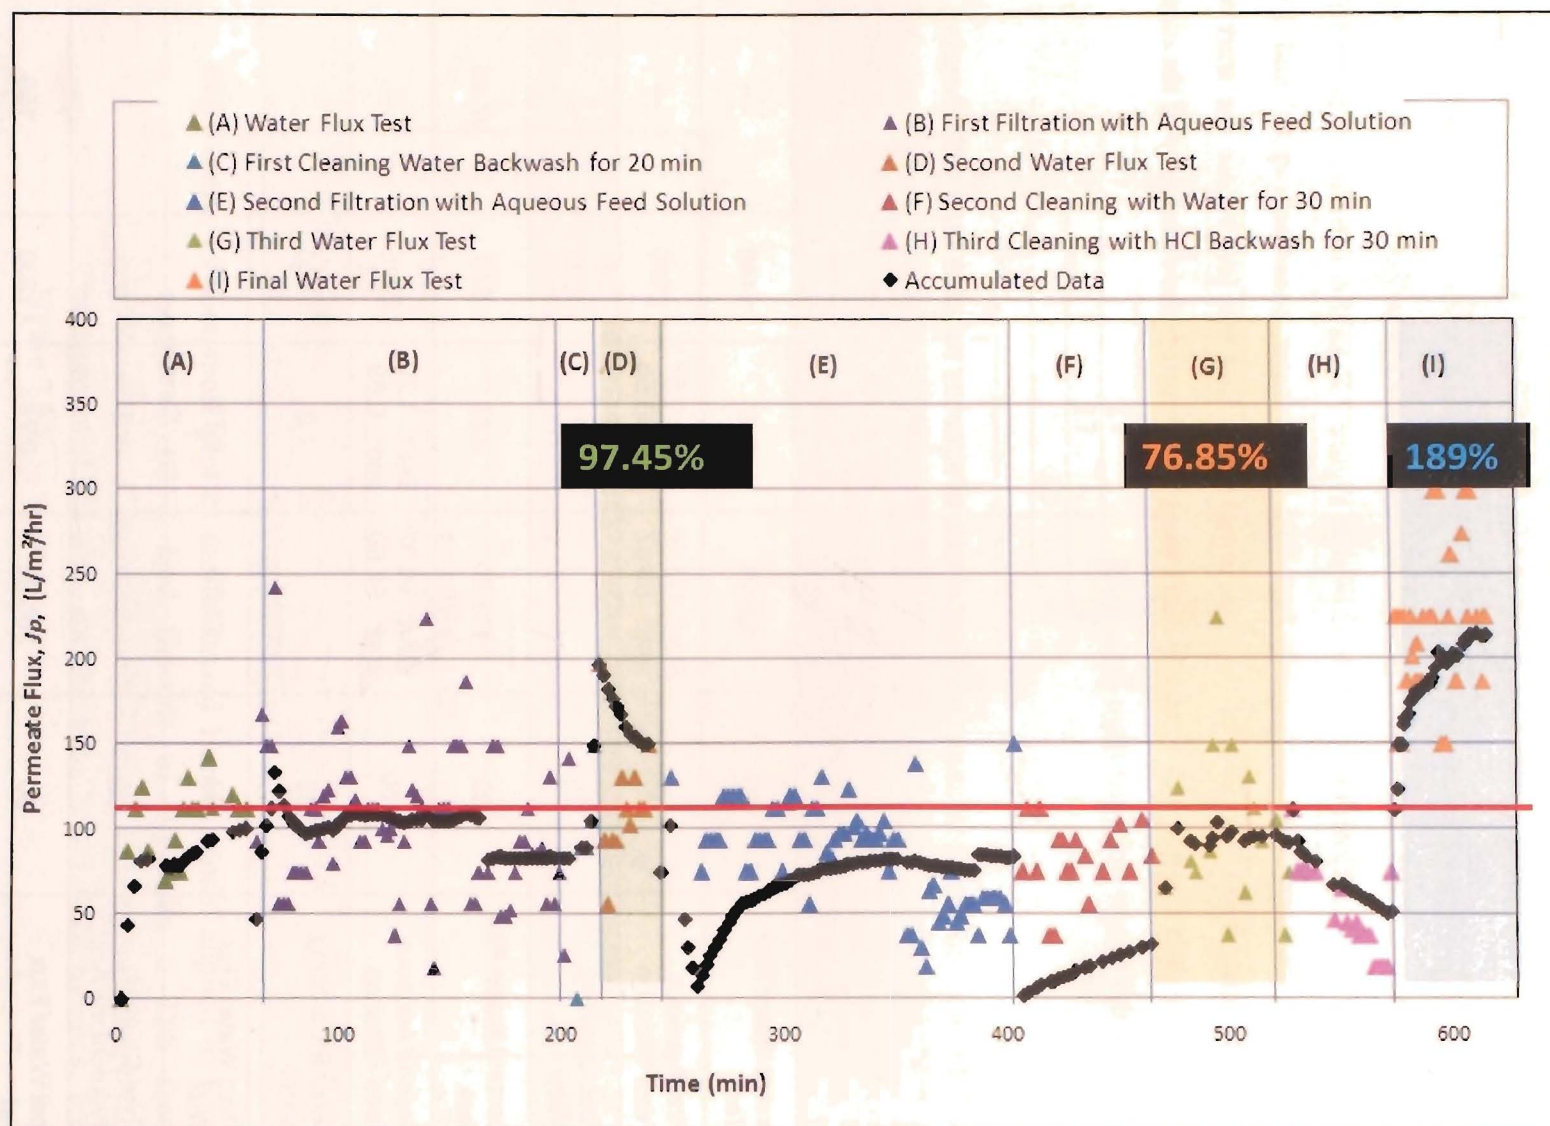 (A) Water Flux Test
(B) First Filtration with Aqueous Feed Solution
(C) First Cleaning Water Backwash for 20 min
(D) Second Water Flux Test
(E) Second Filtration with Aqueous Feed Solution
(F) Second Cleaning with Water for 30 min
(G) Third Water Flux Test
(H) Third Cleaning with HCl Backwash for 30 min
(I) Final Water Flux Test
Accumulated Data
400
(A) (B) (C) (D) (E) (F) (G) (H) (I)
350
97.45% 76.85% 189%
300
250
200
150
100
50
0
Permeate Flux, Jp, (L/m²/hr)
0 100 200 300 400 500 600
Time (min)